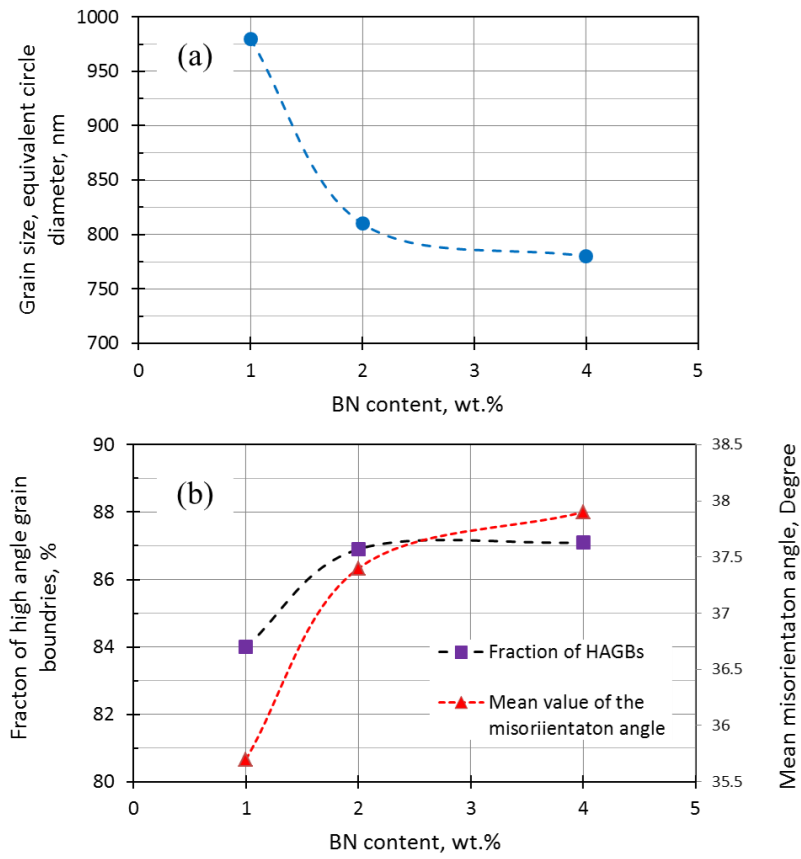 (a)
Grain size, equivalent circle
diameter, nm
1000
950
900
850
800
750
700
0
1
2
3
4
5
BN content, wt.%
(b)
Fracton of high angle grain
boundries, %
90
88
86
84
82
80
38.5
38
37.5
37
36.5
36
35.5
Mean misorientaton angle, Degree
Fraction of HAGBs
Mean value of the
misoriientaton angle
0
1
2
3
4
5
BN content, wt.%